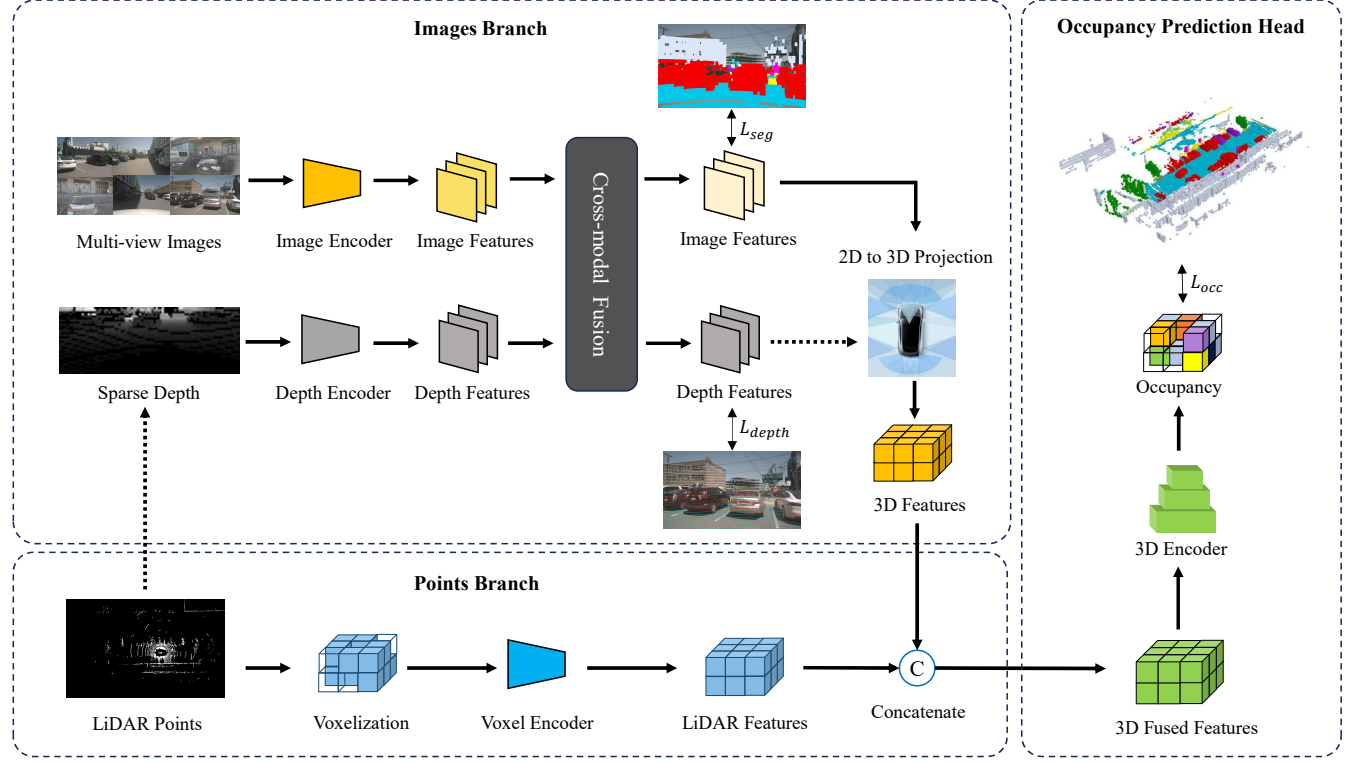 Images Branch
Occupancy Prediction Head
L_seg
Multi-view Images
Image Encoder
Image Features
Cross-modal Fusion
Image Features
2D to 3D Projection
Sparse Depth
Depth Encoder
Depth Features
Depth Features
L_depth
3D Features
L_occ
Occupancy
3D Encoder
Points Branch
LiDAR Points
Voxelization
Voxel Encoder
LiDAR Features
C
Concatenate
3D Fused Features